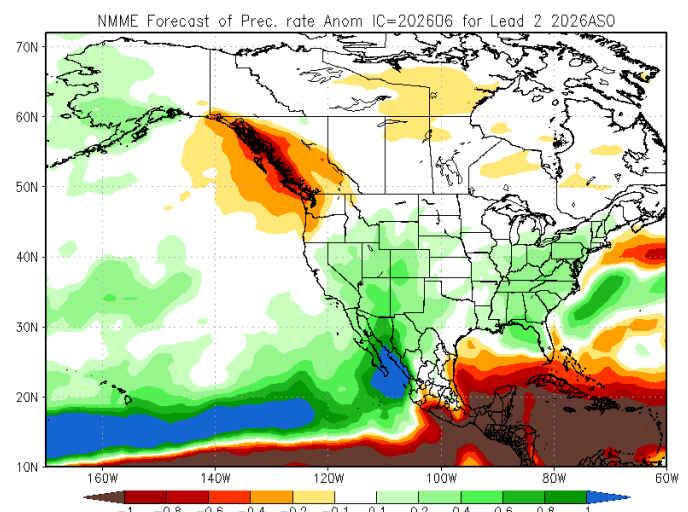 NMME Forecast of Prec. rate Anom IC=202606 for Lead 2 2026ASO
70N
60N
50N
40N
30N
20N
10N
160W 140W 120W 100W 80W 60W
-1 -0.8 -0.6 -0.4 -0.2 -0.1 0.1 0.2 0.4 0.6 0.8 1